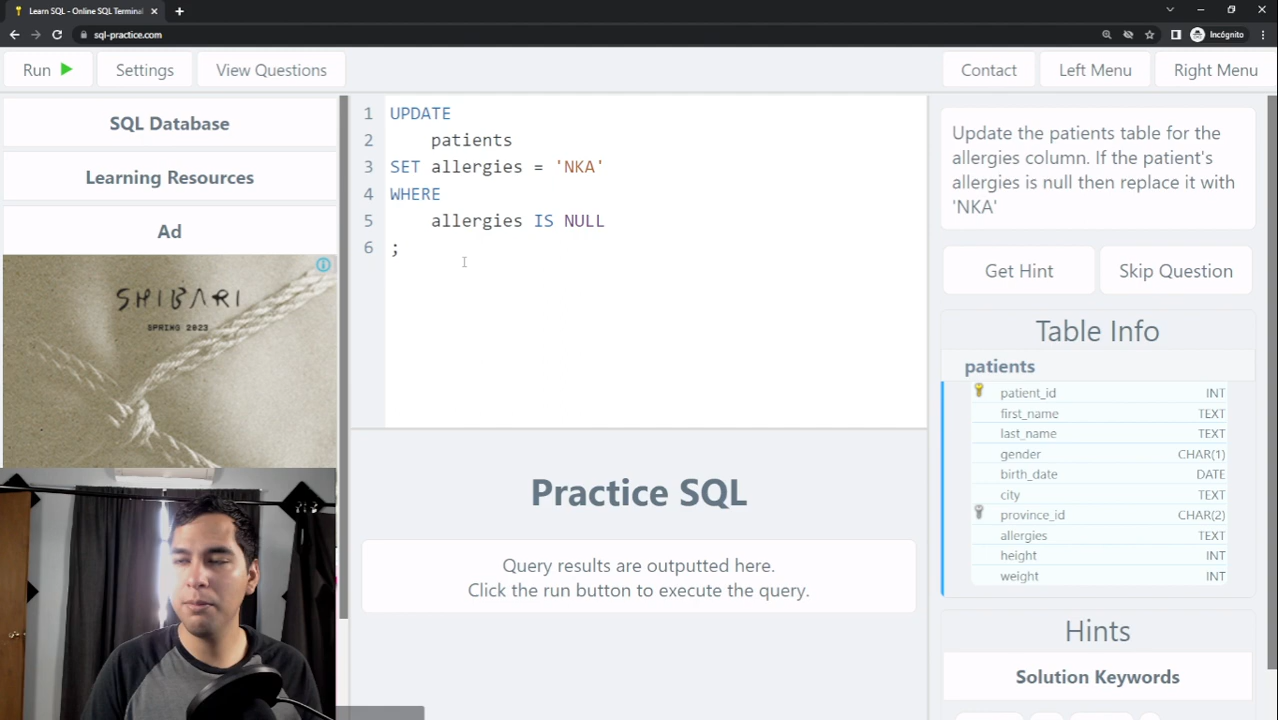 Learn SQL - Online SQL Terminal
sql-practice.com
Incógnito
Run
Settings
View Questions
Contact
Left Menu
Right Menu
SQL Database
Learning Resources
Ad
SHIBARI
SPRING 2023
1 UPDATE
2 patients
3 SET allergies = 'NKA'
4 WHERE
5 allergies IS NULL
6 ;
Practice SQL
Query results are outputted here.
Click the run button to execute the query.
Update the patients table for the
allergies column. If the patient's
allergies is null then replace it with
'NKA'
Get Hint
Skip Question
Table Info
patients
patient_id INT
first_name TEXT
last_name TEXT
gender CHAR(1)
birth_date DATE
city TEXT
province_id CHAR(2)
allergies TEXT
height INT
weight INT
Hints
Solution Keywords